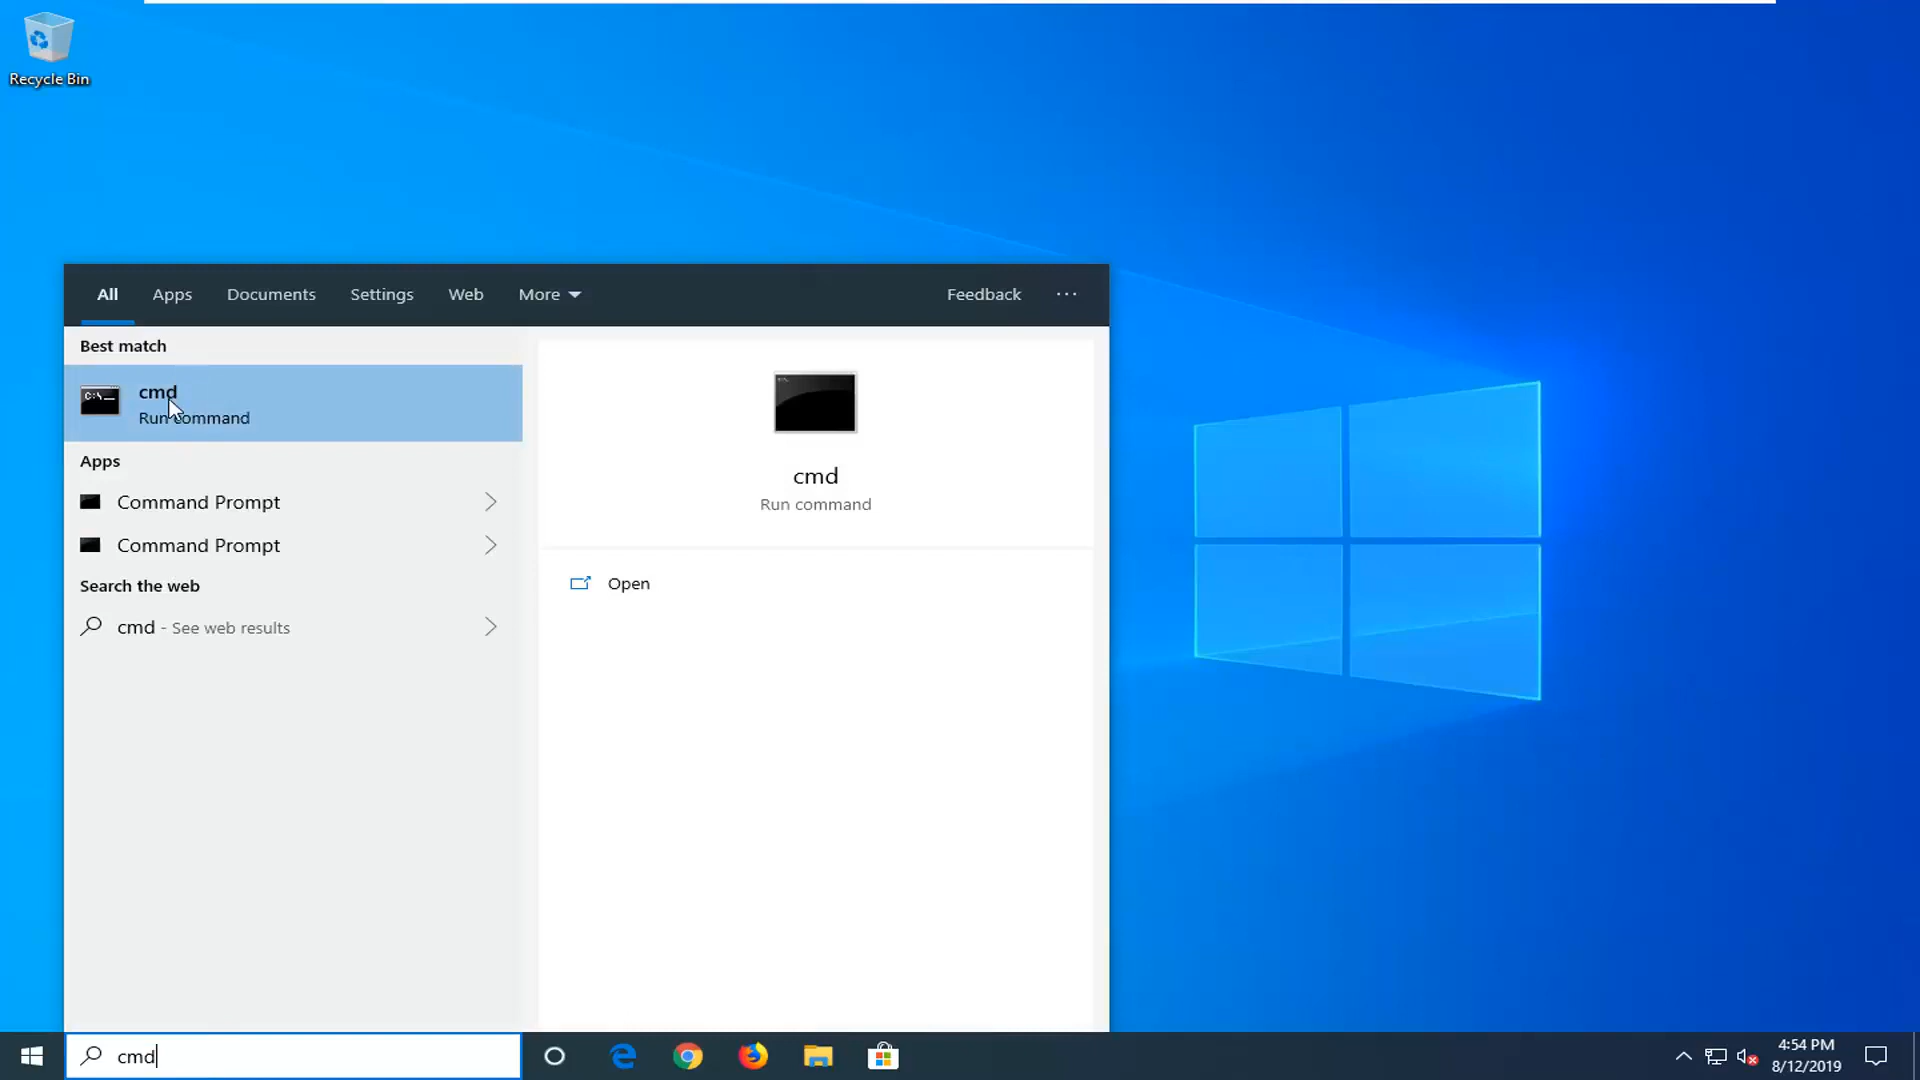 Recycle Bin
All Apps Documents Settings Web More Feedback ...
Best match
cmd
Run command
Apps
Command Prompt
Command Prompt
Search the web
cmd - See web results
cmd
Run command
Open
cmd
4:54 PM
8/12/2019